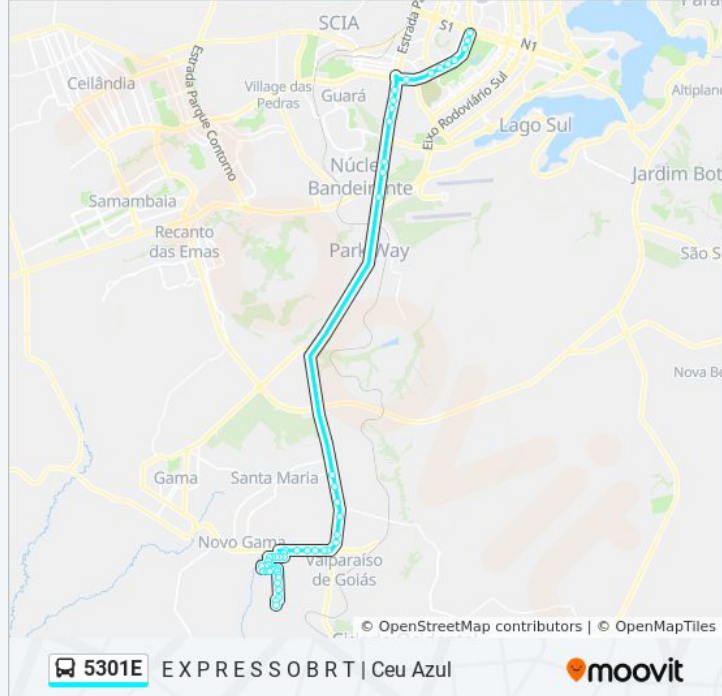 SCIA
Estrada Pa
S1
N1
Ceilândia
Estrada Parque Contorno
Village das
Pedras
Guará
Eixo Rodoviário Sul
Altiplano
Lago Sul
Núcle
Bandeirante
Jardim Bot
Samambaia
Recanto
das Emas
Park Way
São S
Nova Be
Gama
Santa Maria
Novo Gama
Valparaíso
de Goiás
© OpenStreetMap contributors | © OpenMapTiles
5301E E X P R E S S O B R T | Ceu Azul
moovit